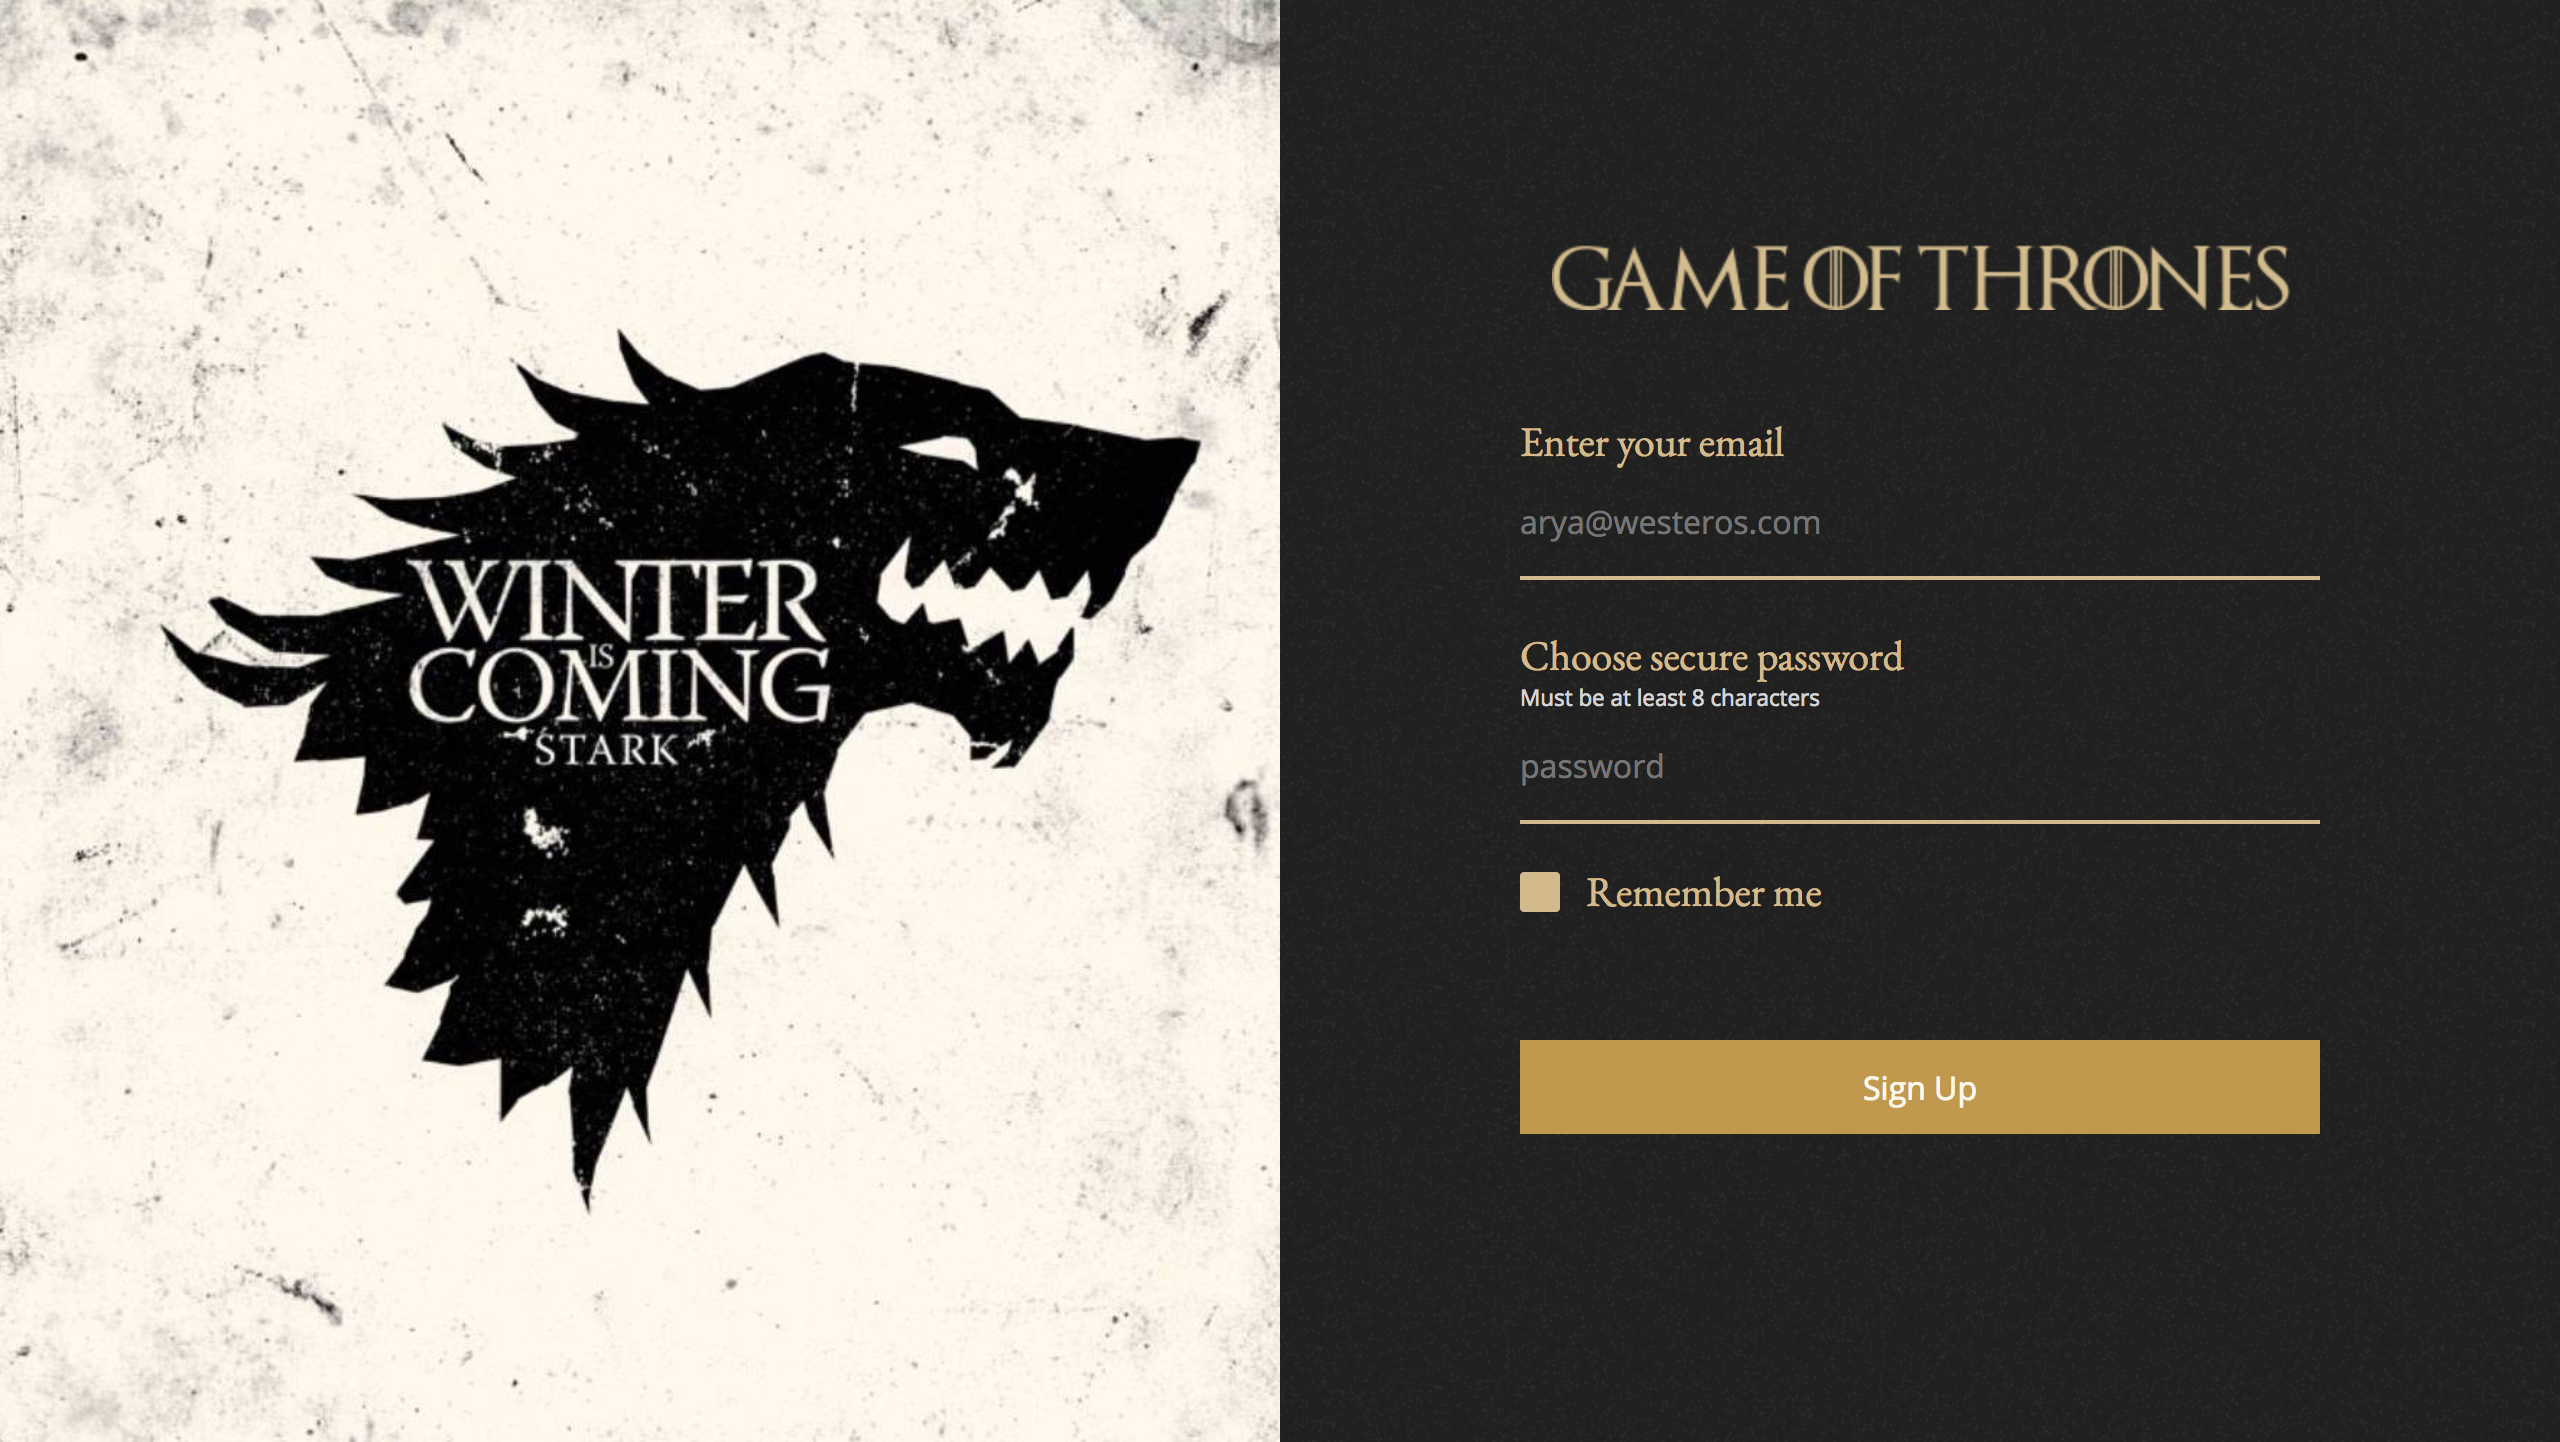 WINTER
IS
COMING
STARK
GAME OF THRONES
Enter your email
arya@westeros.com
Choose secure password
Must be at least 8 characters
password
Remember me
Sign Up